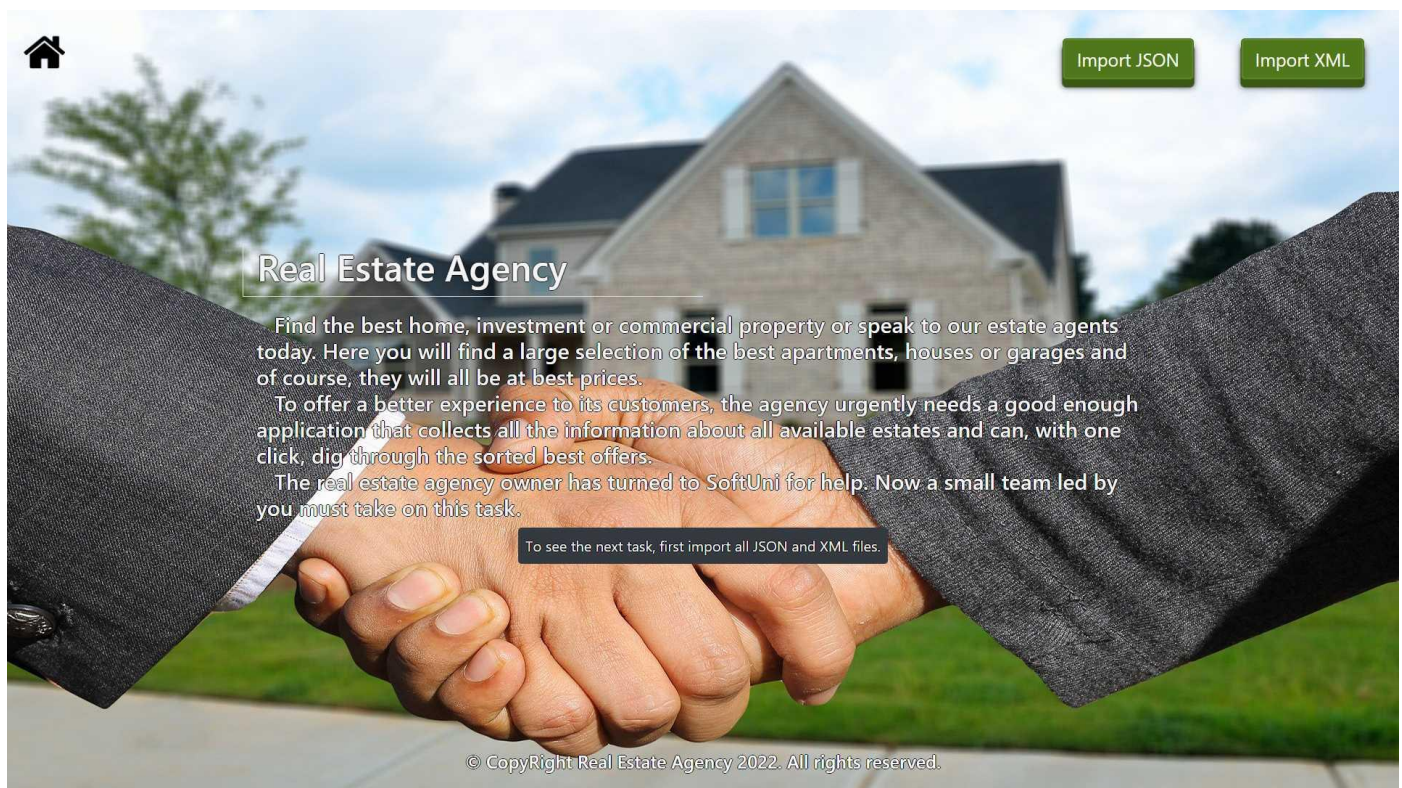 Import JSON
Import XML
Real Estate Agency
Find the best home, investment or commercial property or speak to our estate agents
today. Here you will find a large selection of the best apartments, houses or garages and
of course, they will all be at best prices.
To offer a better experience to its customers, the agency urgently needs a good enough
application that collects all the information about all available estates and can, with one
click, dig through the sorted best offers.
The real estate agency owner has turned to SoftUni for help. Now a small team led by
you must take on this task.
To see the next task, first import all JSON and XML files.
© CopyRight Real Estate Agency 2022. All rights reserved.